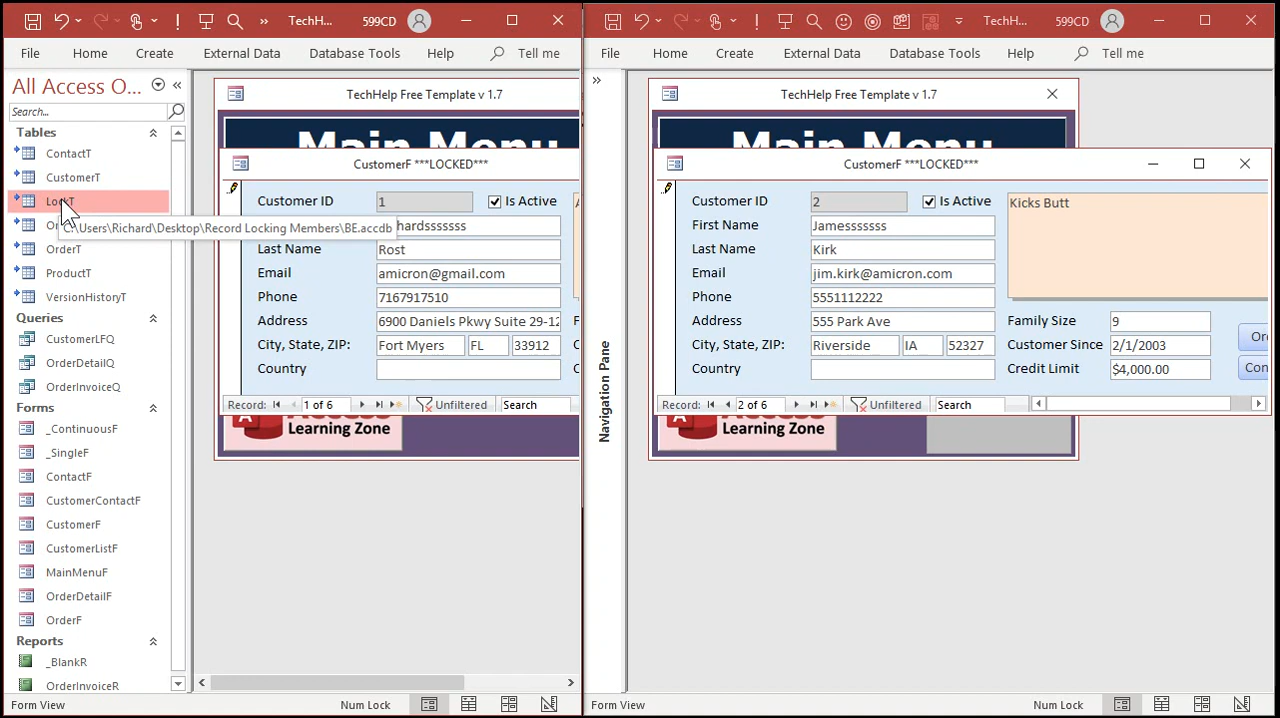 TechH... 599CD
File Home Create External Data Database Tools Help Tell me
All Access O...
Search...
Tables
ContactT
CustomerT
LockT
C:\Users\Richard\Desktop\Record Locking Members\BE.accdb
OrderT
ProductT
VersionHistoryT
Queries
CustomerLFQ
OrderDetailQ
OrderInvoiceQ
Forms
_ContinuousF
_SingleF
ContactF
CustomerContactF
CustomerF
CustomerListF
MainMenuF
OrderDetailF
OrderF
Reports
_BlankR
OrderInvoiceR
Form View
Num Lock
TechHelp Free Template v 1.7
Main Menu
CustomerF ***LOCKED***
Customer ID 1 Is Active
hardsssssss
Last Name Rost
Email amicron@gmail.com
Phone 7167917510
Address 6900 Daniels Pkwy Suite 29-12
City, State, ZIP: Fort Myers FL 33912
Country
Record: 1 of 6 Unfiltered Search
Access
Learning Zone
TechH... 599CD
File Home Create External Data Database Tools Help Tell me
Navigation Pane
TechHelp Free Template v 1.7
Main Menu
CustomerF ***LOCKED***
Customer ID 2 Is Active Kicks Butt
First Name Jamesssssss
Last Name Kirk
Email jim.kirk@amicron.com
Phone 5551112222
Address 555 Park Ave Family Size 9
City, State, ZIP: Riverside IA 52327 Customer Since 2/1/2003
Country Credit Limit $4,000.00
Record: 2 of 6 Unfiltered Search
Access
Learning Zone
Form View
Num Lock